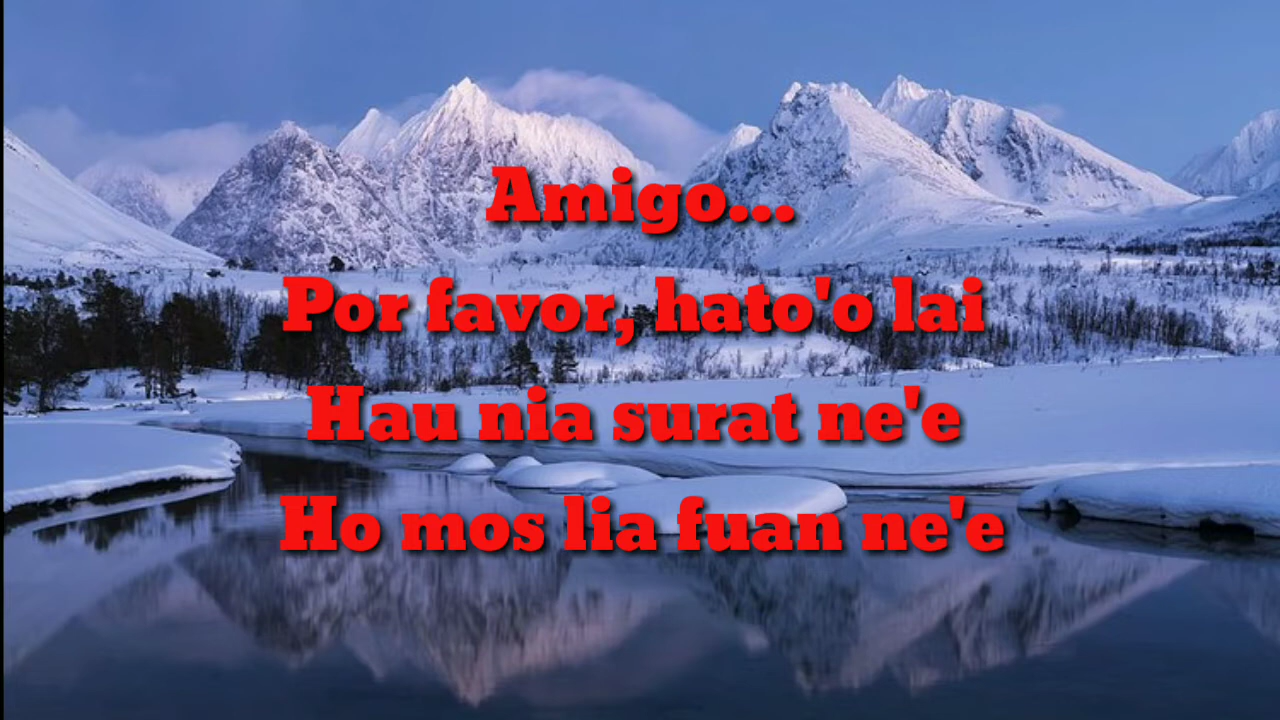 Amigo...
Por favor, hato'o lai
Hau nia surat ne'e
Ho mos lia fuan ne'e